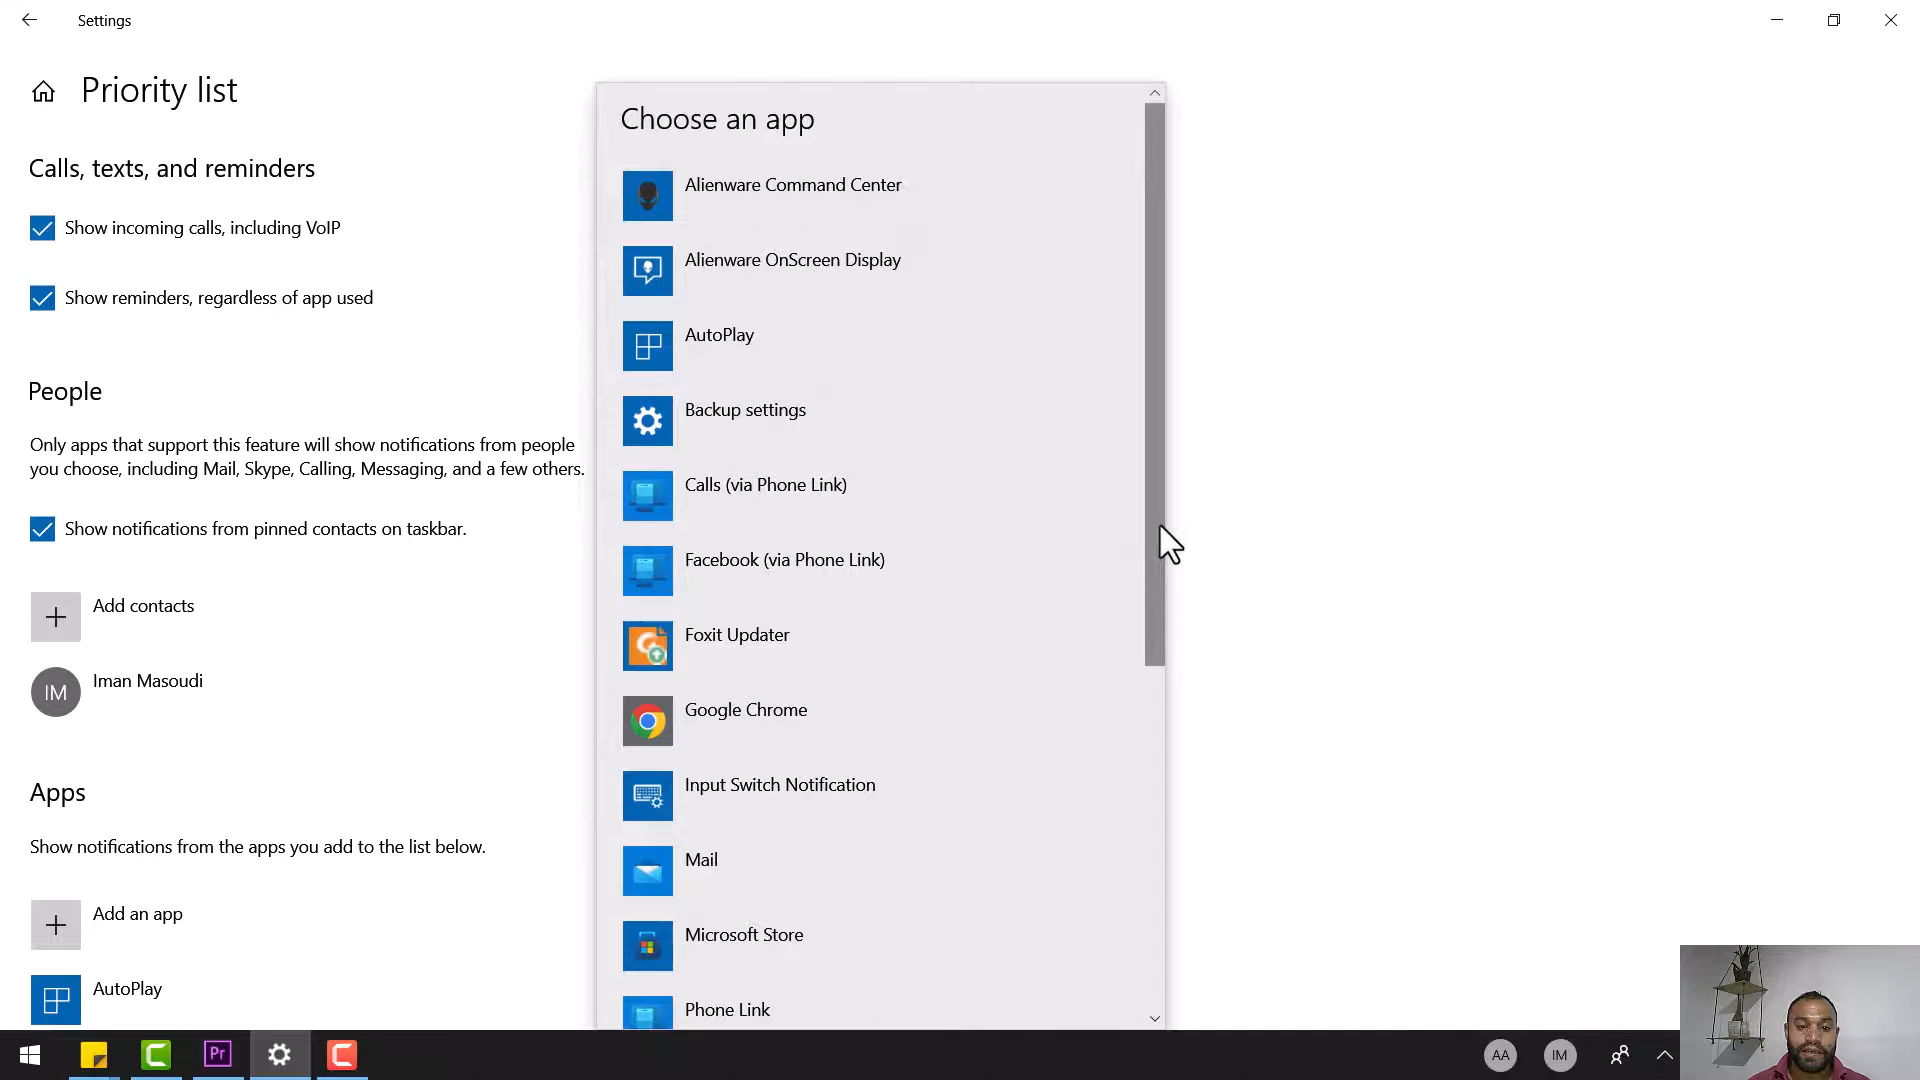 Settings
Priority list
Calls, texts, and reminders
Show incoming calls, including VoIP
Show reminders, regardless of app used
People
Only apps that support this feature will show notifications from people
you choose, including Mail, Skype, Calling, Messaging, and a few others.
Show notifications from pinned contacts on taskbar.
Add contacts
IM
Iman Masoudi
Apps
Show notifications from the apps you add to the list below.
Add an app
AutoPlay
Choose an app
Alienware Command Center
Alienware OnScreen Display
AutoPlay
Backup settings
Calls (via Phone Link)
Facebook (via Phone Link)
Foxit Updater
Google Chrome
Input Switch Notification
Mail
Microsoft Store
Phone Link
Pr
AA
IM